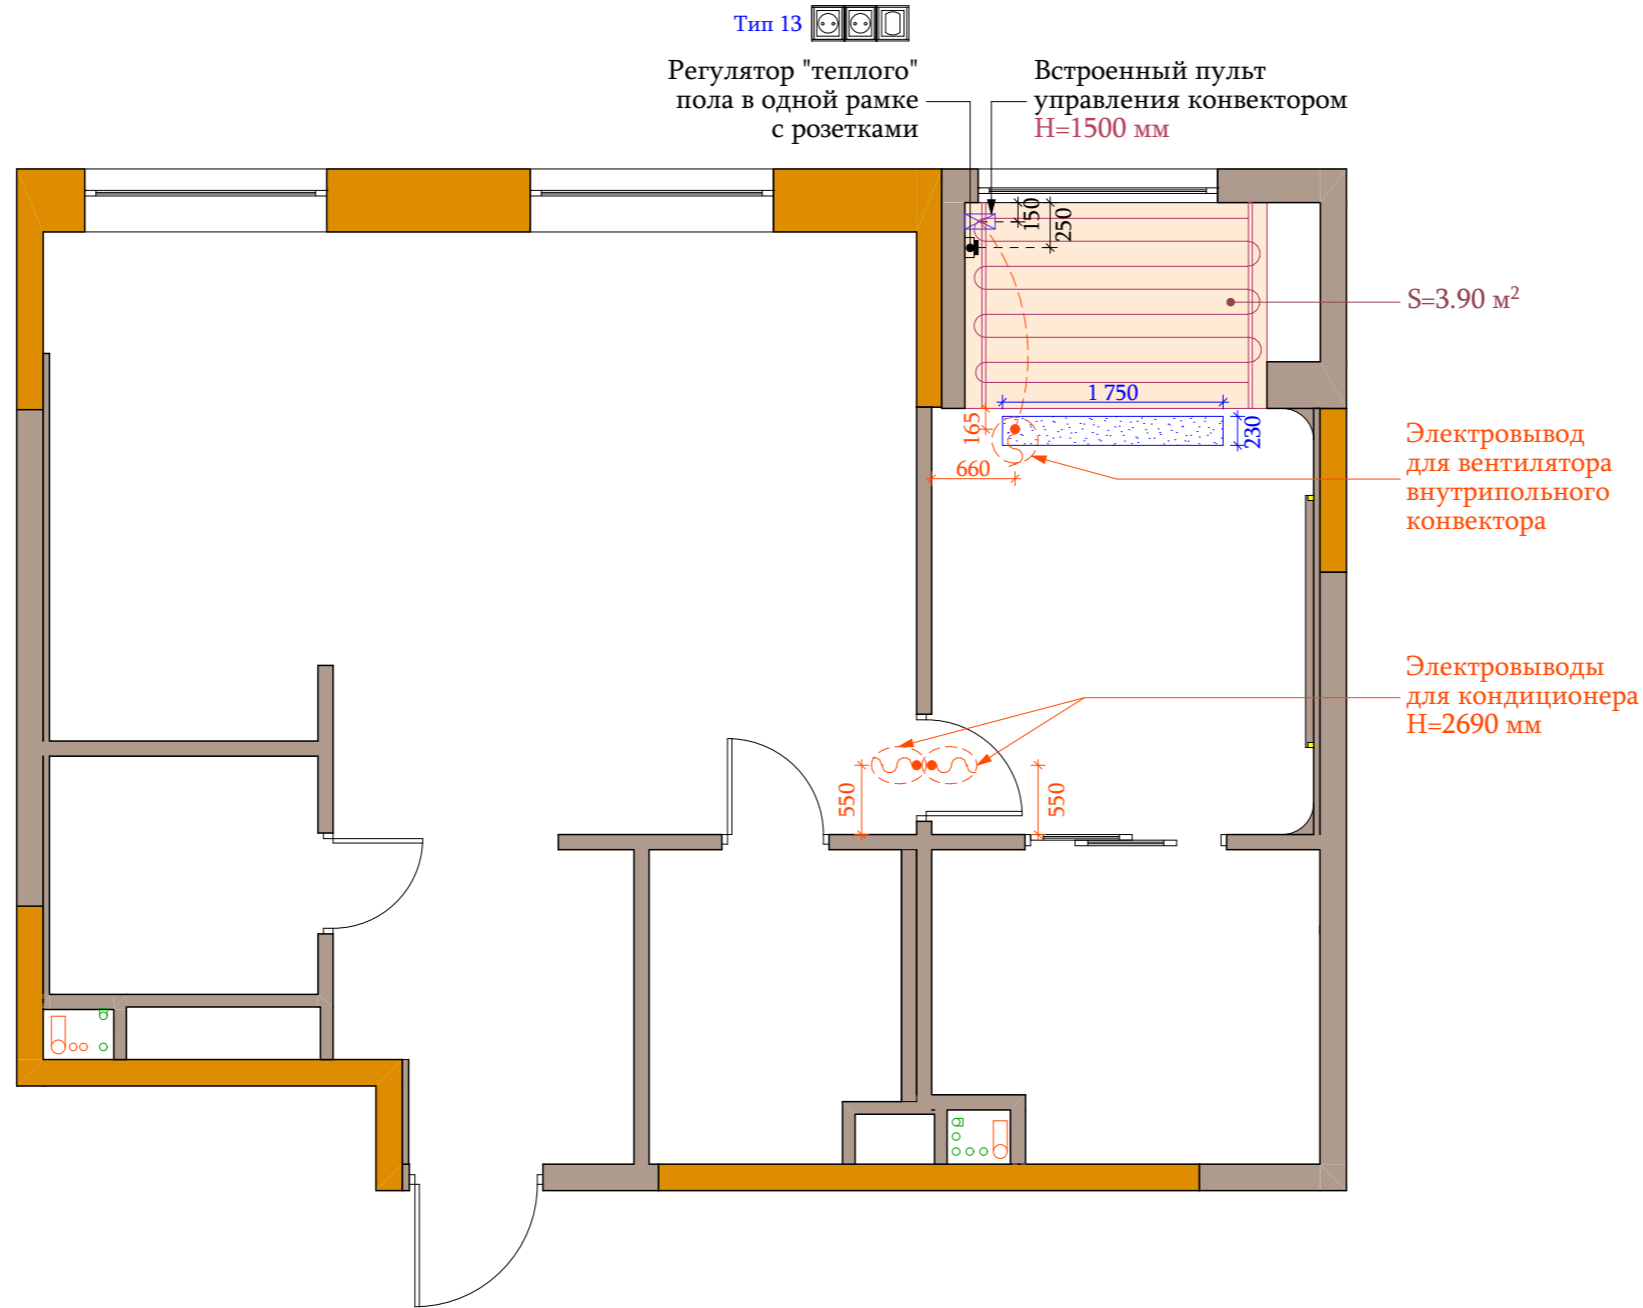 Тип 13
Регулятор "теплого"
пола в одной рамке
с розетками
Встроенный пульт
управления конвектором
H=1500 мм
150
250
S=3.90 м²
1 750
165
230
660
Электровывод
для вентилятора
внутрипольного
конвектора
Электровыводы
для кондиционера
H=2690 мм
550
550